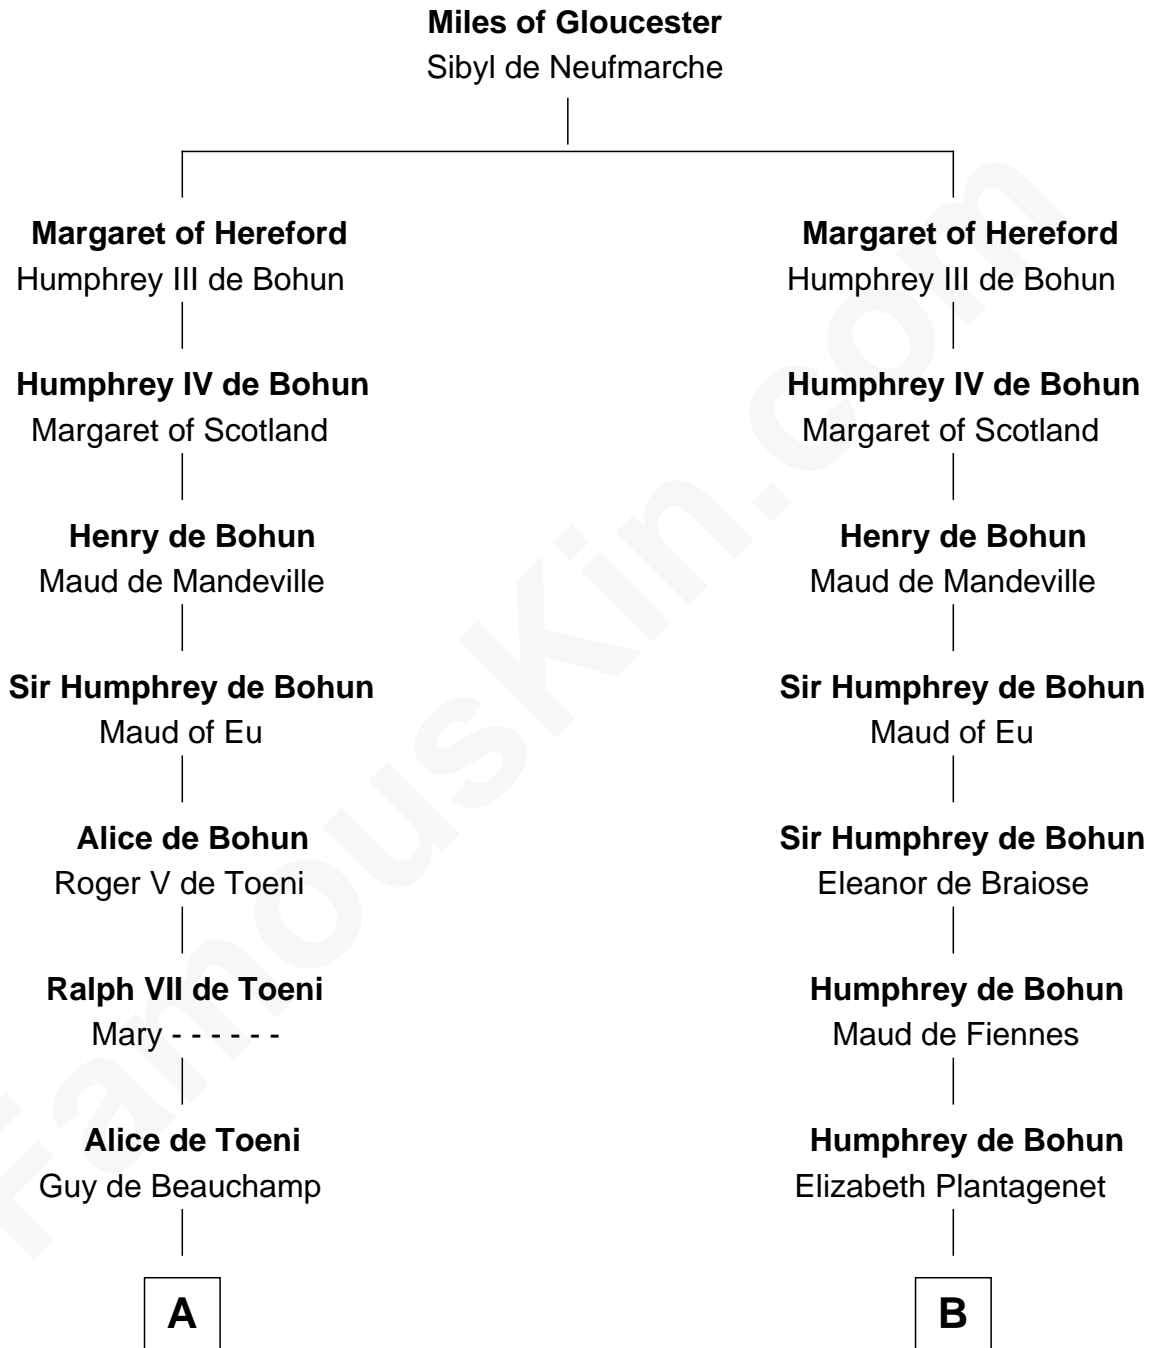 Miles of Gloucester
Sibyl de Neufmarche
Margaret of Hereford
Humphrey III de Bohun
Margaret of Hereford
Humphrey III de Bohun
Humphrey IV de Bohun
Margaret of Scotland
Humphrey IV de Bohun
Margaret of Scotland
Henry de Bohun
Maud de Mandeville
Henry de Bohun
Maud de Mandeville
Sir Humphrey de Bohun
Maud of Eu
Sir Humphrey de Bohun
Maud of Eu
Alice de Bohun
Roger V de Toeni
Sir Humphrey de Bohun
Eleanor de Braiose
Ralph VII de Toeni
Mary - - - - - -
Humphrey de Bohun
Maud de Fiennes
Alice de Toeni
Guy de Beauchamp
Humphrey de Bohun
Elizabeth Plantagenet
A
B
FamousKin.com